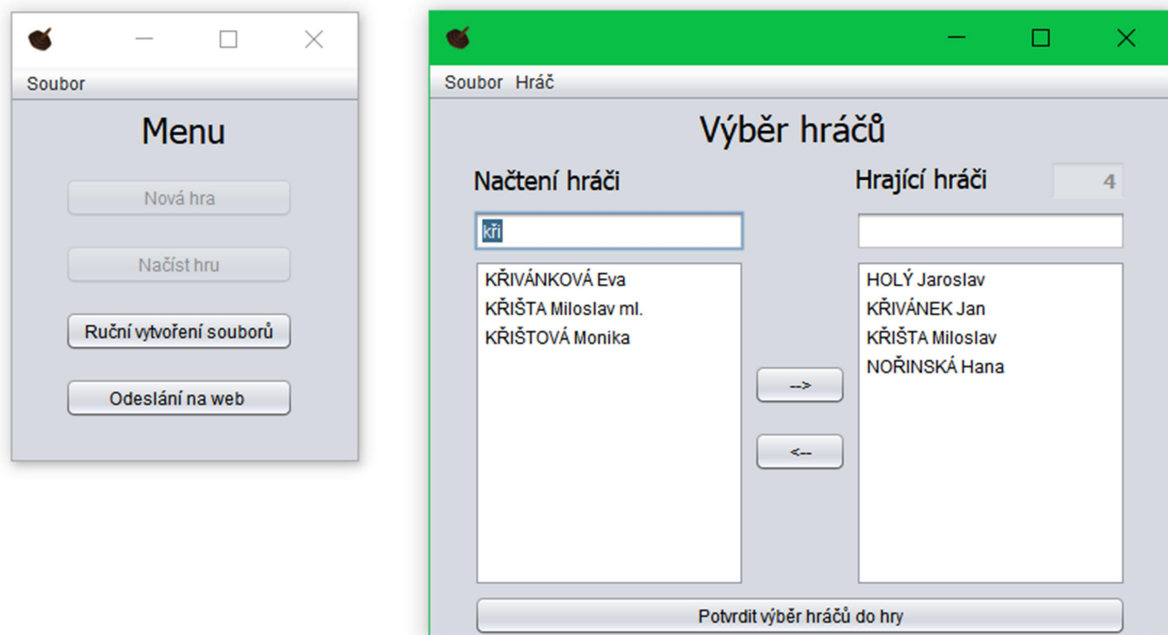 Soubor
Menu
Nová hra
Načíst hru
Ruční vytvoření souborů
Odeslání na web
Soubor Hráč
Výběr hráčů
Načtení hráči
Hrající hráči 4
kři
KŘIVÁNKOVÁ Eva
KŘIŠTA Miloslav ml.
KŘIŠTOVÁ Monika
-->
<--
HOLÝ Jaroslav
KŘIVÁNEK Jan
KŘIŠTA Miloslav
NOŘINSKÁ Hana
Potvrdit výběr hráčů do hry